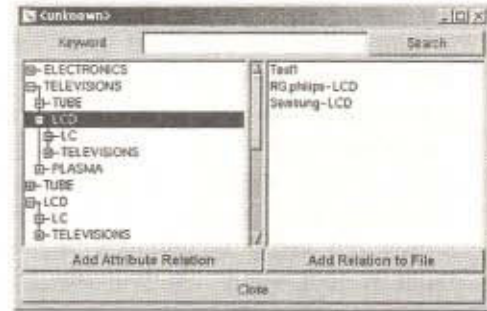 <unknown>
Keyword Search
ELECTRONICS
TELEVISIONS
TUBE
LCD
LC
TELEVISIONS
PLASMA
TUBE
LCD
LC
TELEVISIONS
Test1
RG.philips-LCD
Samsung-LCD
Add Attribute Relation Add Relation to File
Close